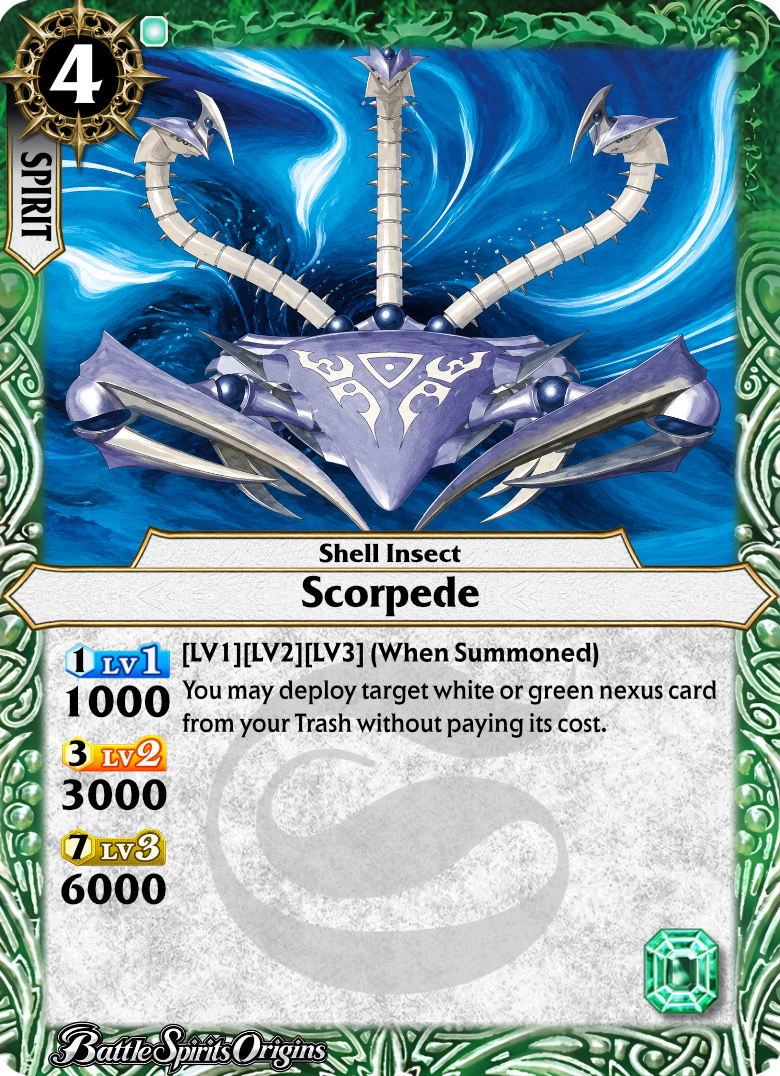 4
SPIRIT
Shell Insect
Scorpede
1 LV1
1000
[LV1][LV2][LV3] (When Summoned)
You may deploy target white or green nexus card
from your Trash without paying its cost.
3 LV2
3000
7 LV3
6000
Battle Spirits Origins